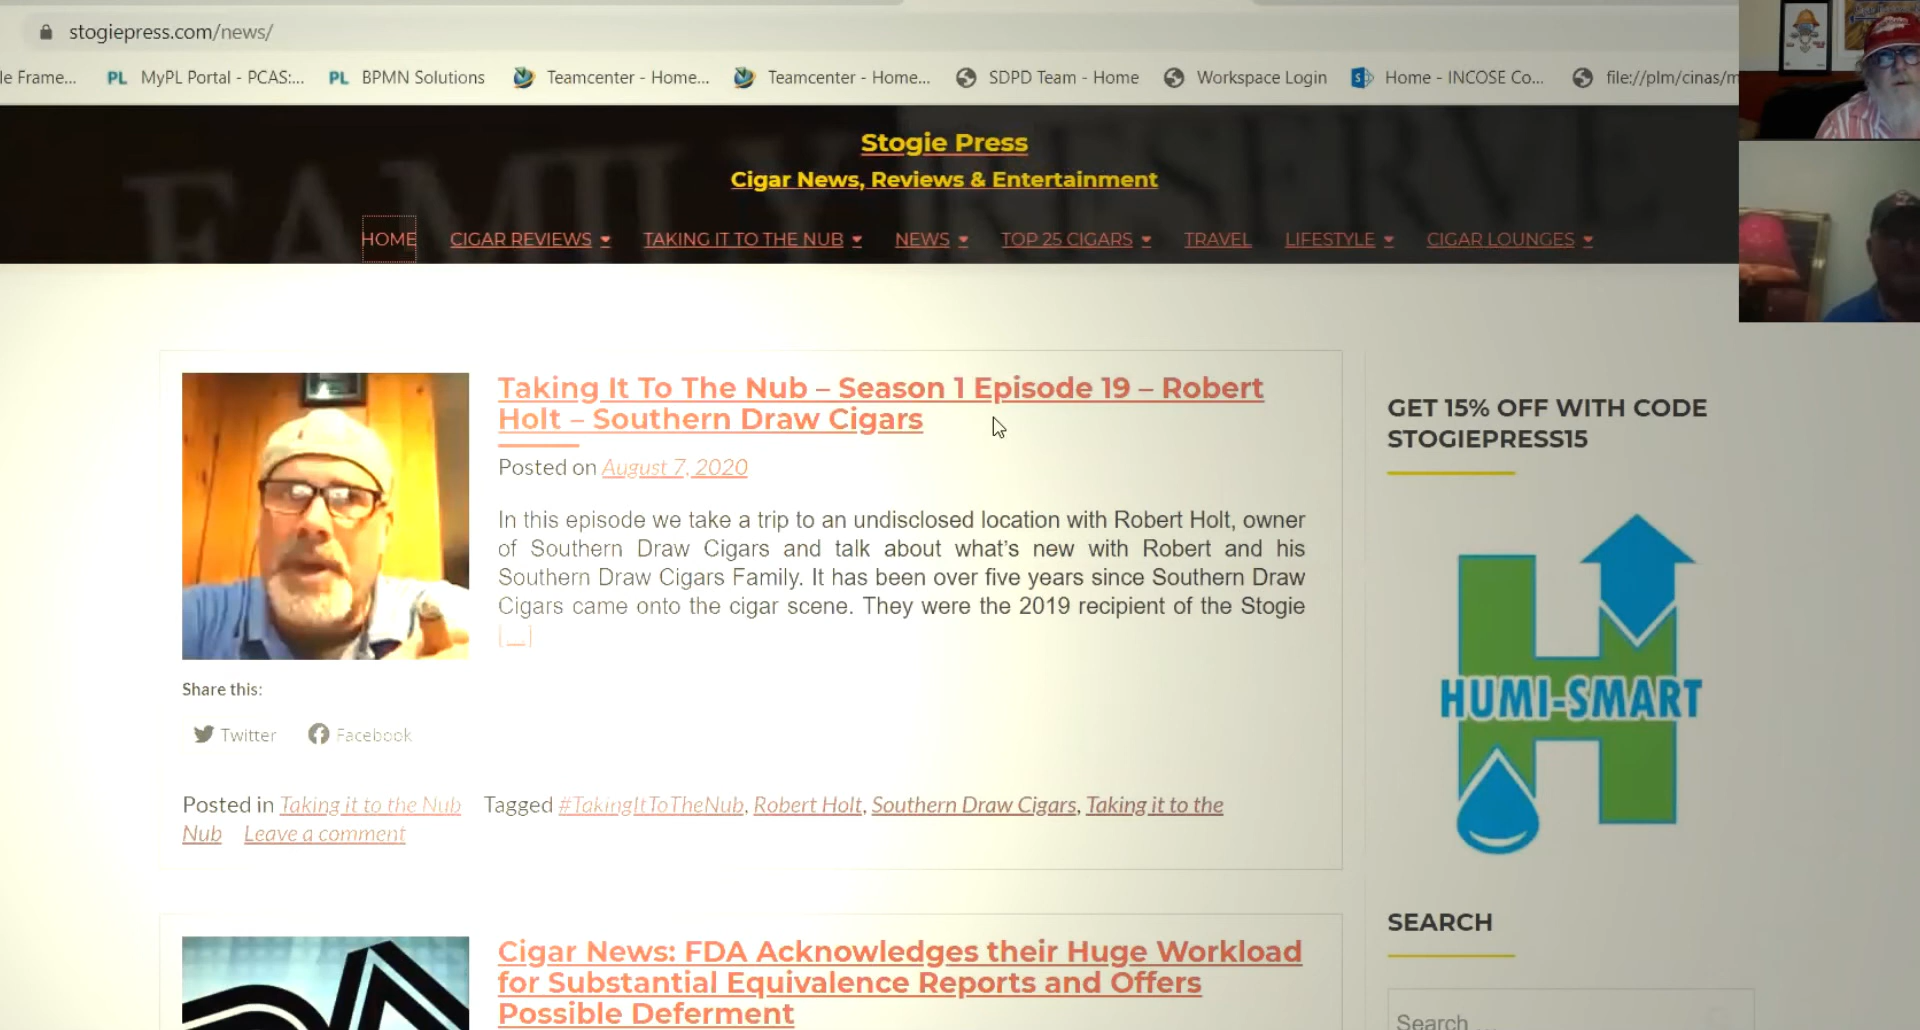 stogiepress.com/news/
le Frame...
PL MyPL Portal - PCAS:...
PL BPMN Solutions
Teamcenter - Home...
Teamcenter - Home...
SDPD Team - Home
Workspace Login
Home - INCOSE Co...
file://plm/cinas/m
FAMILY RESERVE
Stogie Press
Cigar News, Reviews & Entertainment
HOME
CIGAR REVIEWS
TAKING IT TO THE NUB
NEWS
TOP 25 CIGARS
TRAVEL
LIFESTYLE
CIGAR LOUNGES
Taking It To The Nub – Season 1 Episode 19 – Robert
Holt – Southern Draw Cigars
Posted on August 7, 2020
In this episode we take a trip to an undisclosed location with Robert Holt, owner
of Southern Draw Cigars and talk about what's new with Robert and his
Southern Draw Cigars Family. It has been over five years since Southern Draw
Cigars came onto the cigar scene. They were the 2019 recipient of the Stogie
[...]
Share this:
Twitter
Facebook
Posted in Taking it to the Nub Tagged #TakingItToTheNub, Robert Holt, Southern Draw Cigars, Taking it to the
Nub Leave a comment
Cigar News: FDA Acknowledges their Huge Workload
for Substantial Equivalence Reports and Offers
Possible Deferment
GET 15% OFF WITH CODE
STOGIEPRESS15
HUMI-SMART
SEARCH
Search ...